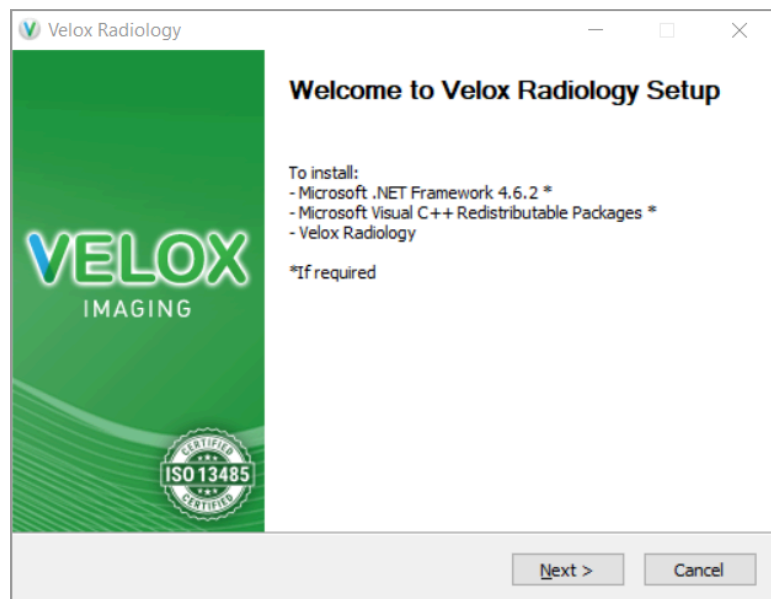 Velox Radiology
Welcome to Velox Radiology Setup
To install:
- Microsoft .NET Framework 4.6.2 *
- Microsoft Visual C++ Redistributable Packages *
- Velox Radiology
*If required
VELOX
IMAGING
CERTIFIED
ISO 13485
CERTIFIED
Next >
Cancel